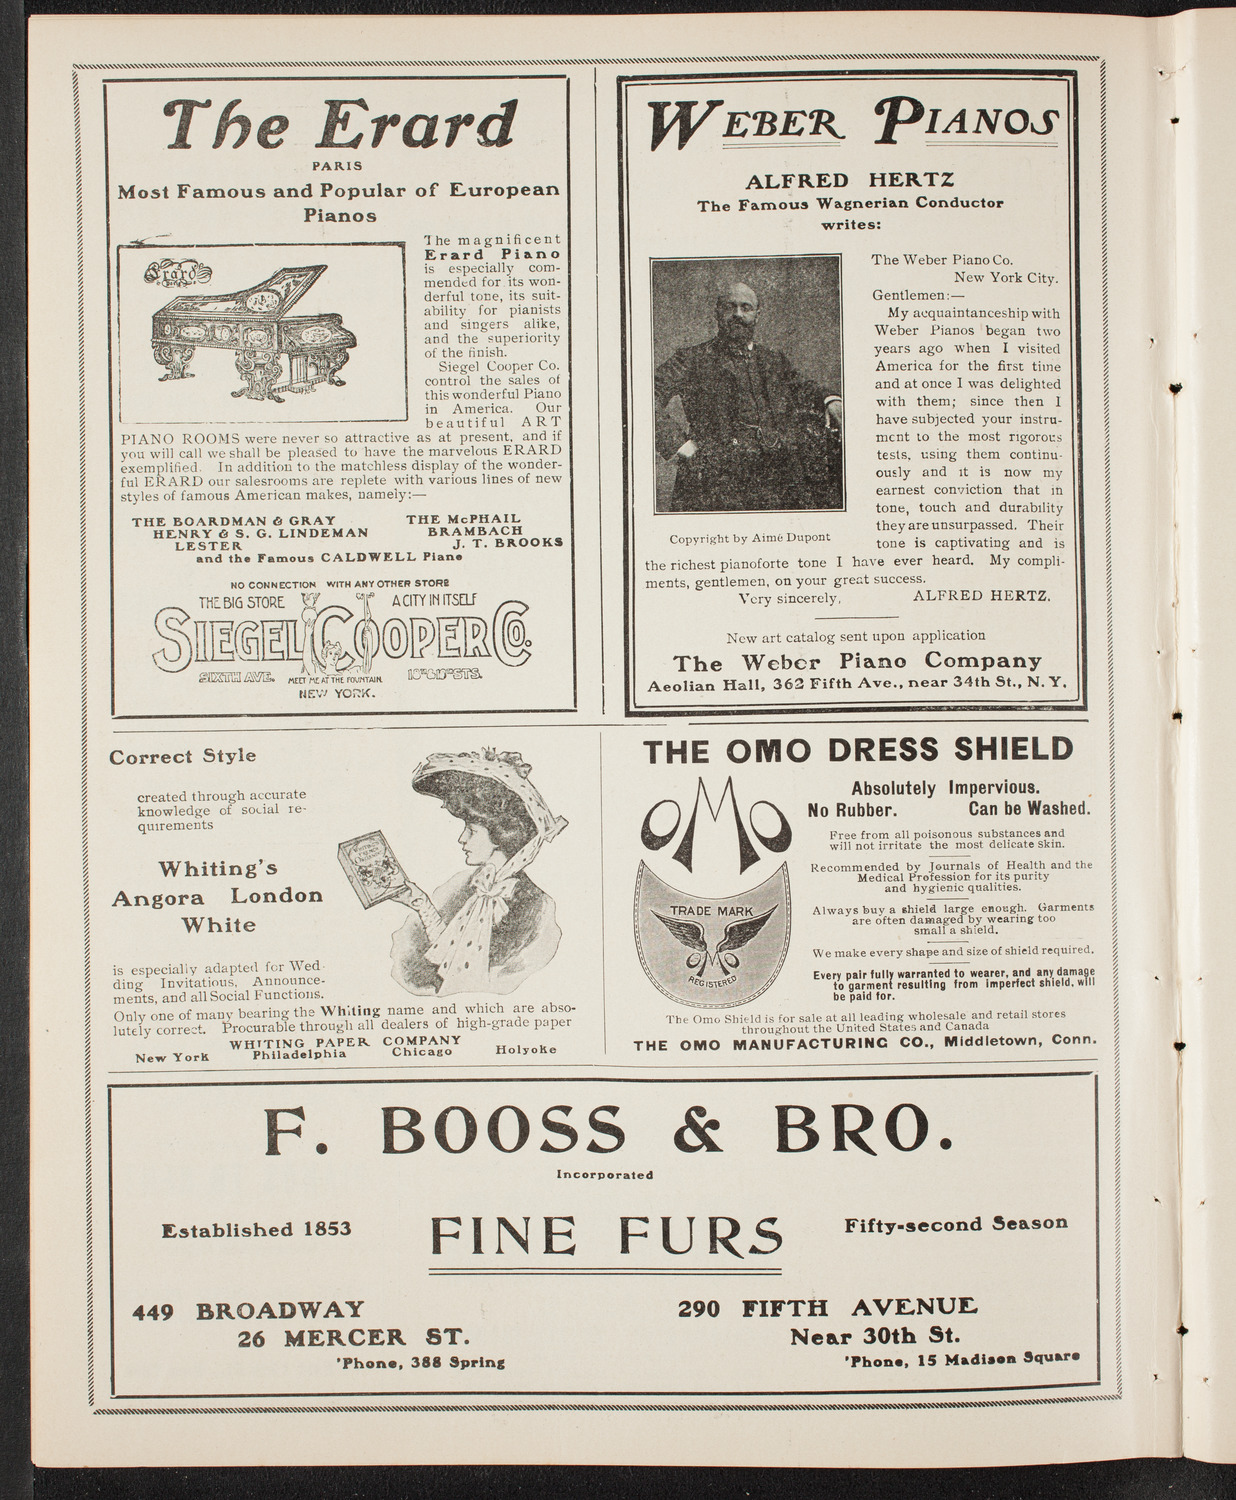 The Erard
PARIS
Most Famous and Popular of European
Pianos
Erard
The magnificent
Erard Piano
is especially com-
mended for its won-
derful tone, its suit-
ability for pianists
and singers alike,
and the superiority
of the finish.
Siegel Cooper Co.
control the sales of
this wonderful Piano
in America. Our
beautiful ART
PIANO ROOMS were never so attractive as at present, and if
you will call we shall be pleased to have the marvelous ERARD
exemplified. In addition to the matchless display of the wonder-
ful ERARD our salesrooms are replete with various lines of new
styles of famous American makes, namely:—
THE BOARDMAN & GRAY THE McPHAIL
HENRY & S. G. LINDEMAN BRAMBACH
LESTER J. T. BROOKS
and the Famous CALDWELL Piano
NO CONNECTION WITH ANY OTHER STORE
THE BIG STORE A CITY IN ITSELF
SIEGEL COOPER CO.
SIXTH AVE. MEET ME AT THE FOUNTAIN. 18TH & 19TH STS.
NEW YORK.
WEBER PIANOS
ALFRED HERTZ
The Famous Wagnerian Conductor
writes:
The Weber Piano Co.
New York City.
Gentlemen:—
My acquaintanceship with
Weber Pianos began two
years ago when I visited
America for the first time
and at once I was delighted
with them; since then I
have subjected your instru-
ment to the most rigorous
tests, using them continu-
ously and it is now my
earnest conviction that in
tone, touch and durability
they are unsurpassed. Their
tone is captivating and is
Copyright by Aimé Dupont
the richest pianoforte tone I have ever heard. My compli-
ments, gentlemen, on your great success.
Very sincerely, ALFRED HERTZ.
New art catalog sent upon application
The Weber Piano Company
Aeolian Hall, 362 Fifth Ave., near 34th St., N. Y.
Correct Style
created through accurate
knowledge of social re-
quirements
Whiting's
Angora London
White
is especially adapted for Wed-
ding Invitations, Announce-
ments, and all Social Functions.
Only one of many bearing the Whiting name and which are abso-
lutely correct. Procurable through all dealers of high-grade paper
WHITING PAPER COMPANY
New York Philadelphia Chicago Holyoke
THE OMO DRESS SHIELD
OMO
TRADE MARK
OMO
REGISTERED
Absolutely Impervious.
No Rubber. Can be Washed.
Free from all poisonous substances and
will not irritate the most delicate skin.
Recommended by Journals of Health and the
Medical Profession for its purity
and hygienic qualities.
Always buy a shield large enough. Garments
are often damaged by wearing too
small a shield.
We make every shape and size of shield required.
Every pair fully warranted to wearer, and any damage
to garment resulting from imperfect shield, will
be paid for.
The Omo Shield is for sale at all leading wholesale and retail stores
throughout the United States and Canada
THE OMO MANUFACTURING CO., Middletown, Conn.
F. BOOSS & BRO.
Incorporated
Established 1853 FINE FURS Fifty-second Season
449 BROADWAY
26 MERCER ST.
'Phone, 388 Spring
290 FIFTH AVENUE
Near 30th St.
'Phone, 15 Madison Square